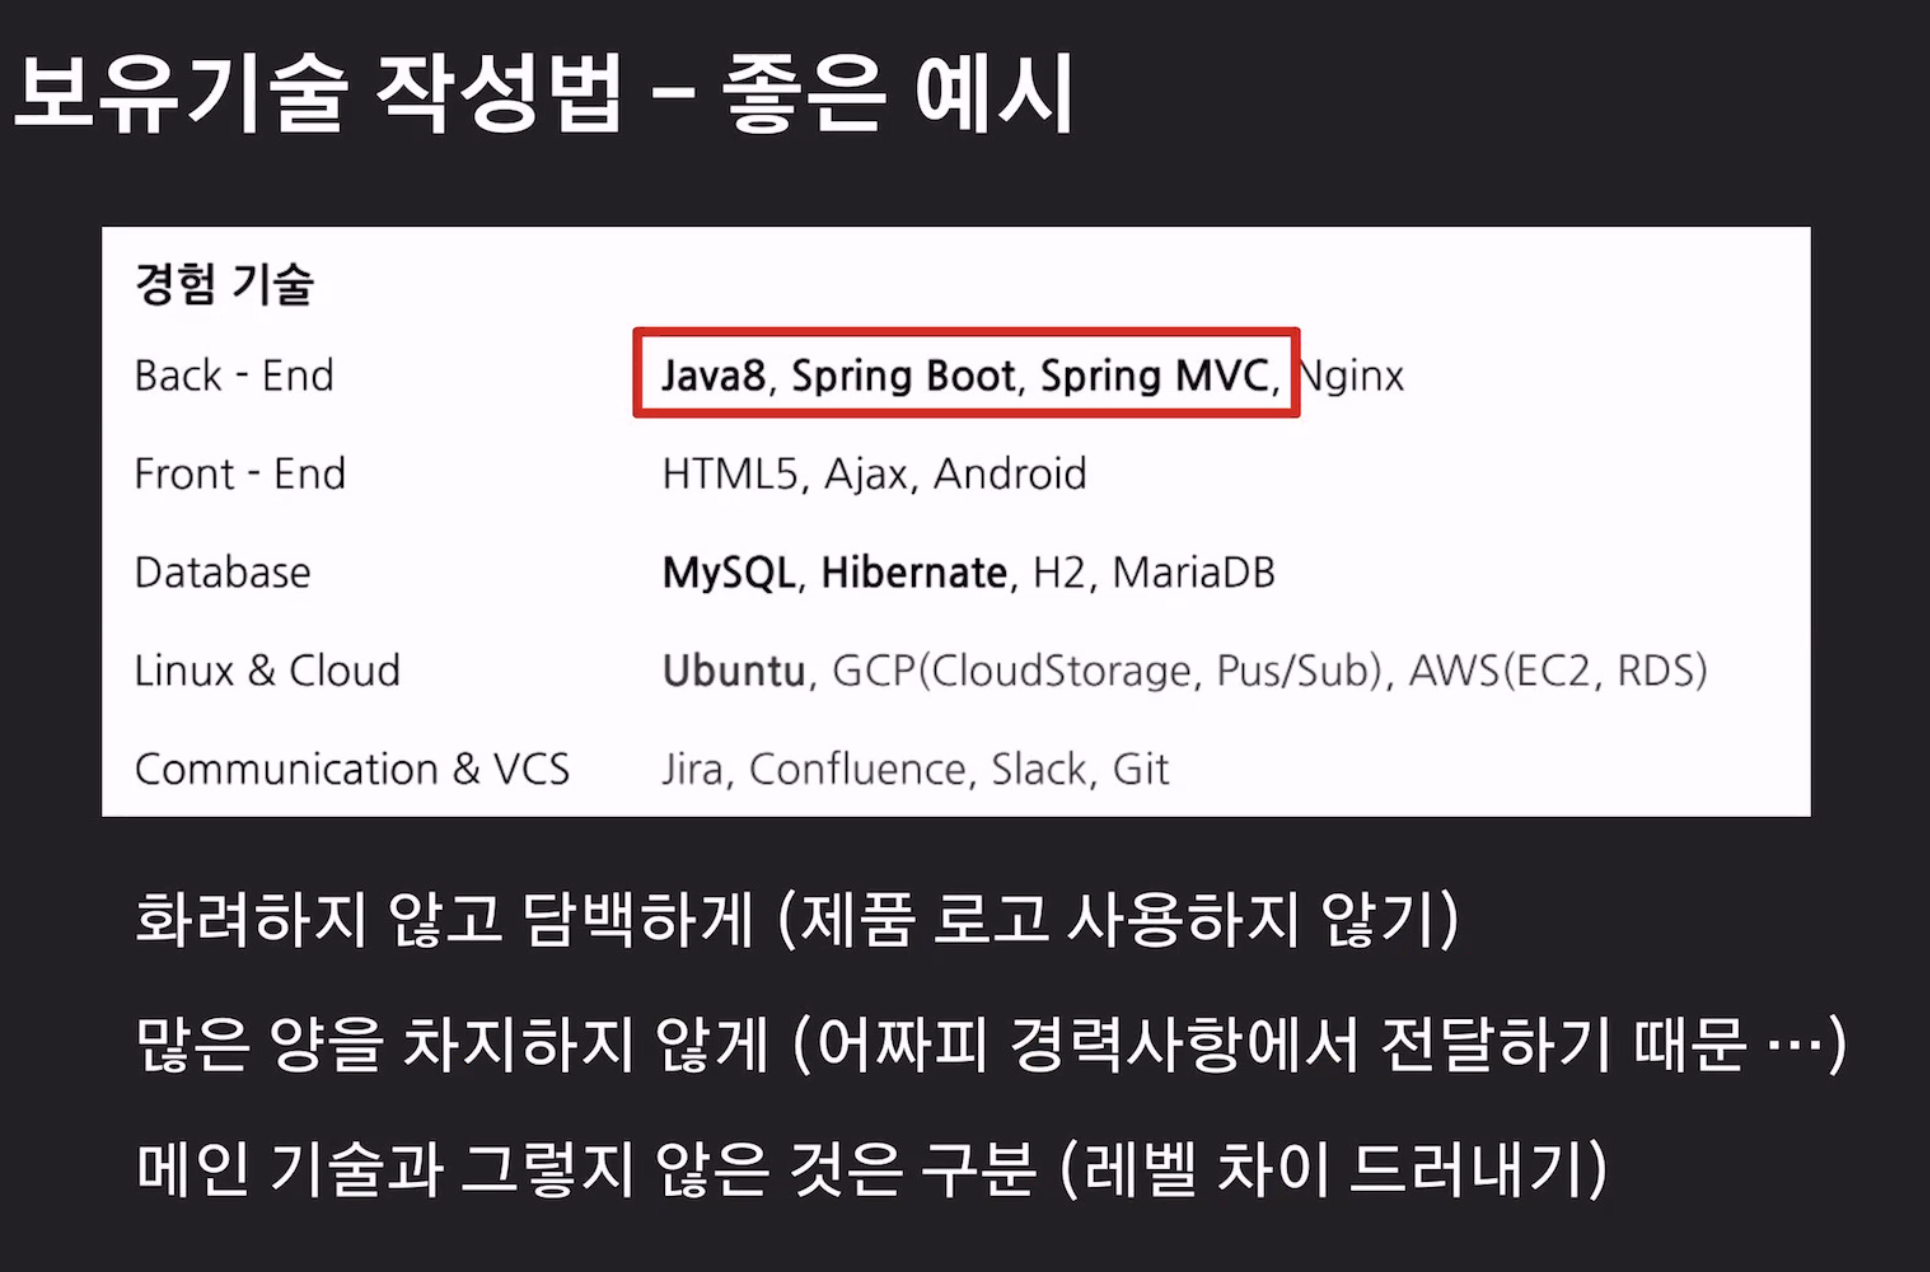 보유기술 작성법 - 좋은 예시
경험 기술
Back - End Java8, Spring Boot, Spring MVC, Nginx
Front - End HTML5, Ajax, Android
Database MySQL, Hibernate, H2, MariaDB
Linux & Cloud Ubuntu, GCP(CloudStorage, Pus/Sub), AWS(EC2, RDS)
Communication & VCS Jira, Confluence, Slack, Git
화려하지 않고 담백하게 (제품 로고 사용하지 않기)
많은 양을 차지하지 않게 (어짜피 경력사항에서 전달하기 때문 …)
메인 기술과 그렇지 않은 것은 구분 (레벨 차이 드러내기)